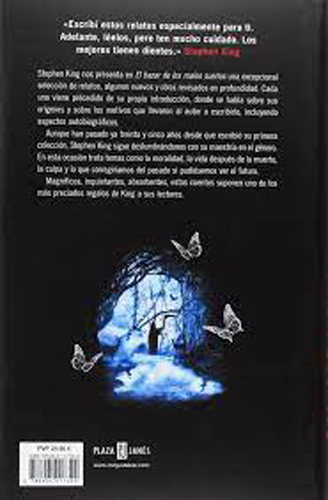 «Escribí estos relatos especialmente para ti.
Adelante, léelos, pero ten mucho cuidado. Los
mejores tienen dientes.» Stephen King
Stephen King nos presenta en El bazar de los malos sueños una excepcional
selección de relatos, algunos nuevos y otros revisados en profundidad. Cada
uno viene precedido de su propia introducción, donde se habla sobre sus
orígenes y sobre los motivos que llevaron al autor a escribirlo, incluyendo
aspectos autobiográficos.
Aunque han pasado ya treinta y cinco años desde que escribió su primera
colección, Stephen King sigue deslumbrándonos con su maestría en el género.
En esta ocasión trata temas como la moralidad, la vida después de la muerte,
la culpa y lo que corregiríamos del pasado si pudiésemos ver el futuro.
Magníficos, inquietantes, absorbentes, estos cuentos suponen uno de los
más preciados regalos de King a sus lectores.
PVP
PLAZA JANÉS